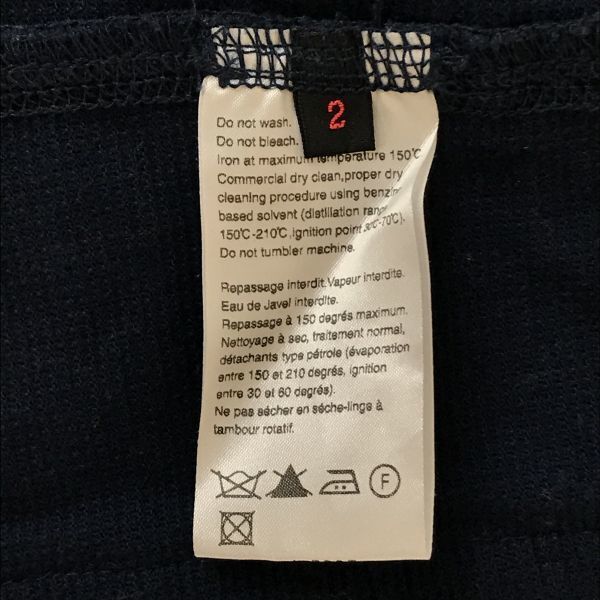 2
Do not wash.
Do not bleach.
Iron at maximum temperature 150℃
Commercial dry clean,proper dry
cleaning procedure using
based solvent (distillation
150℃-210℃,ignition point 30℃-70℃).
Do not tumbler machine.
Repassage interdit.Vapeur interdite.
Eau de Javel interdite.
Repassage à 150 degrés maximum.
Nettoyage à sec, traitement normal,
détachants type pétrole (évaporation
entre 150 et 210 degrés, ignition
entre 30 et 60 degrés).
Ne pas sécher en séche-linge à
tambour rotatif.
F